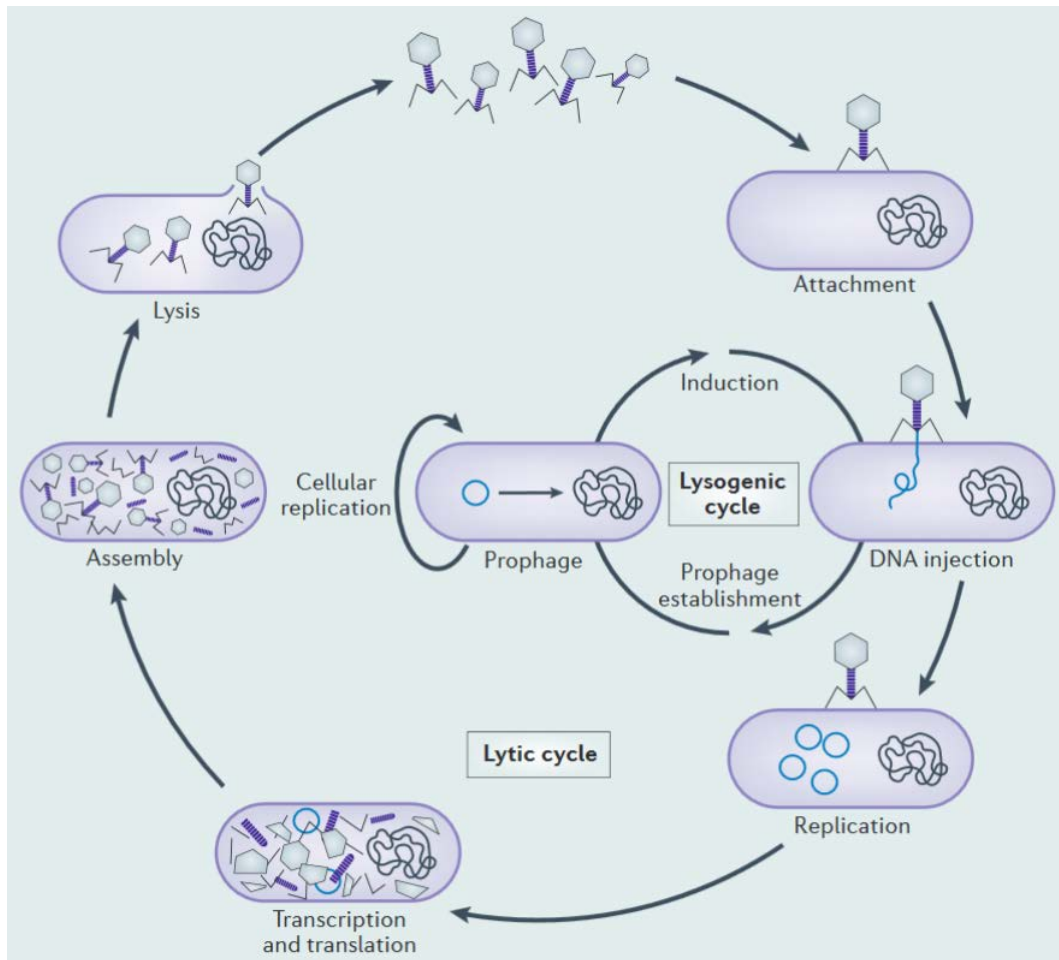 Lysis
Attachment
Induction
Cellular
replication
Lysogenic
cycle
Assembly
Prophage
DNA injection
Prophage
establishment
Lytic cycle
Replication
Transcription
and translation